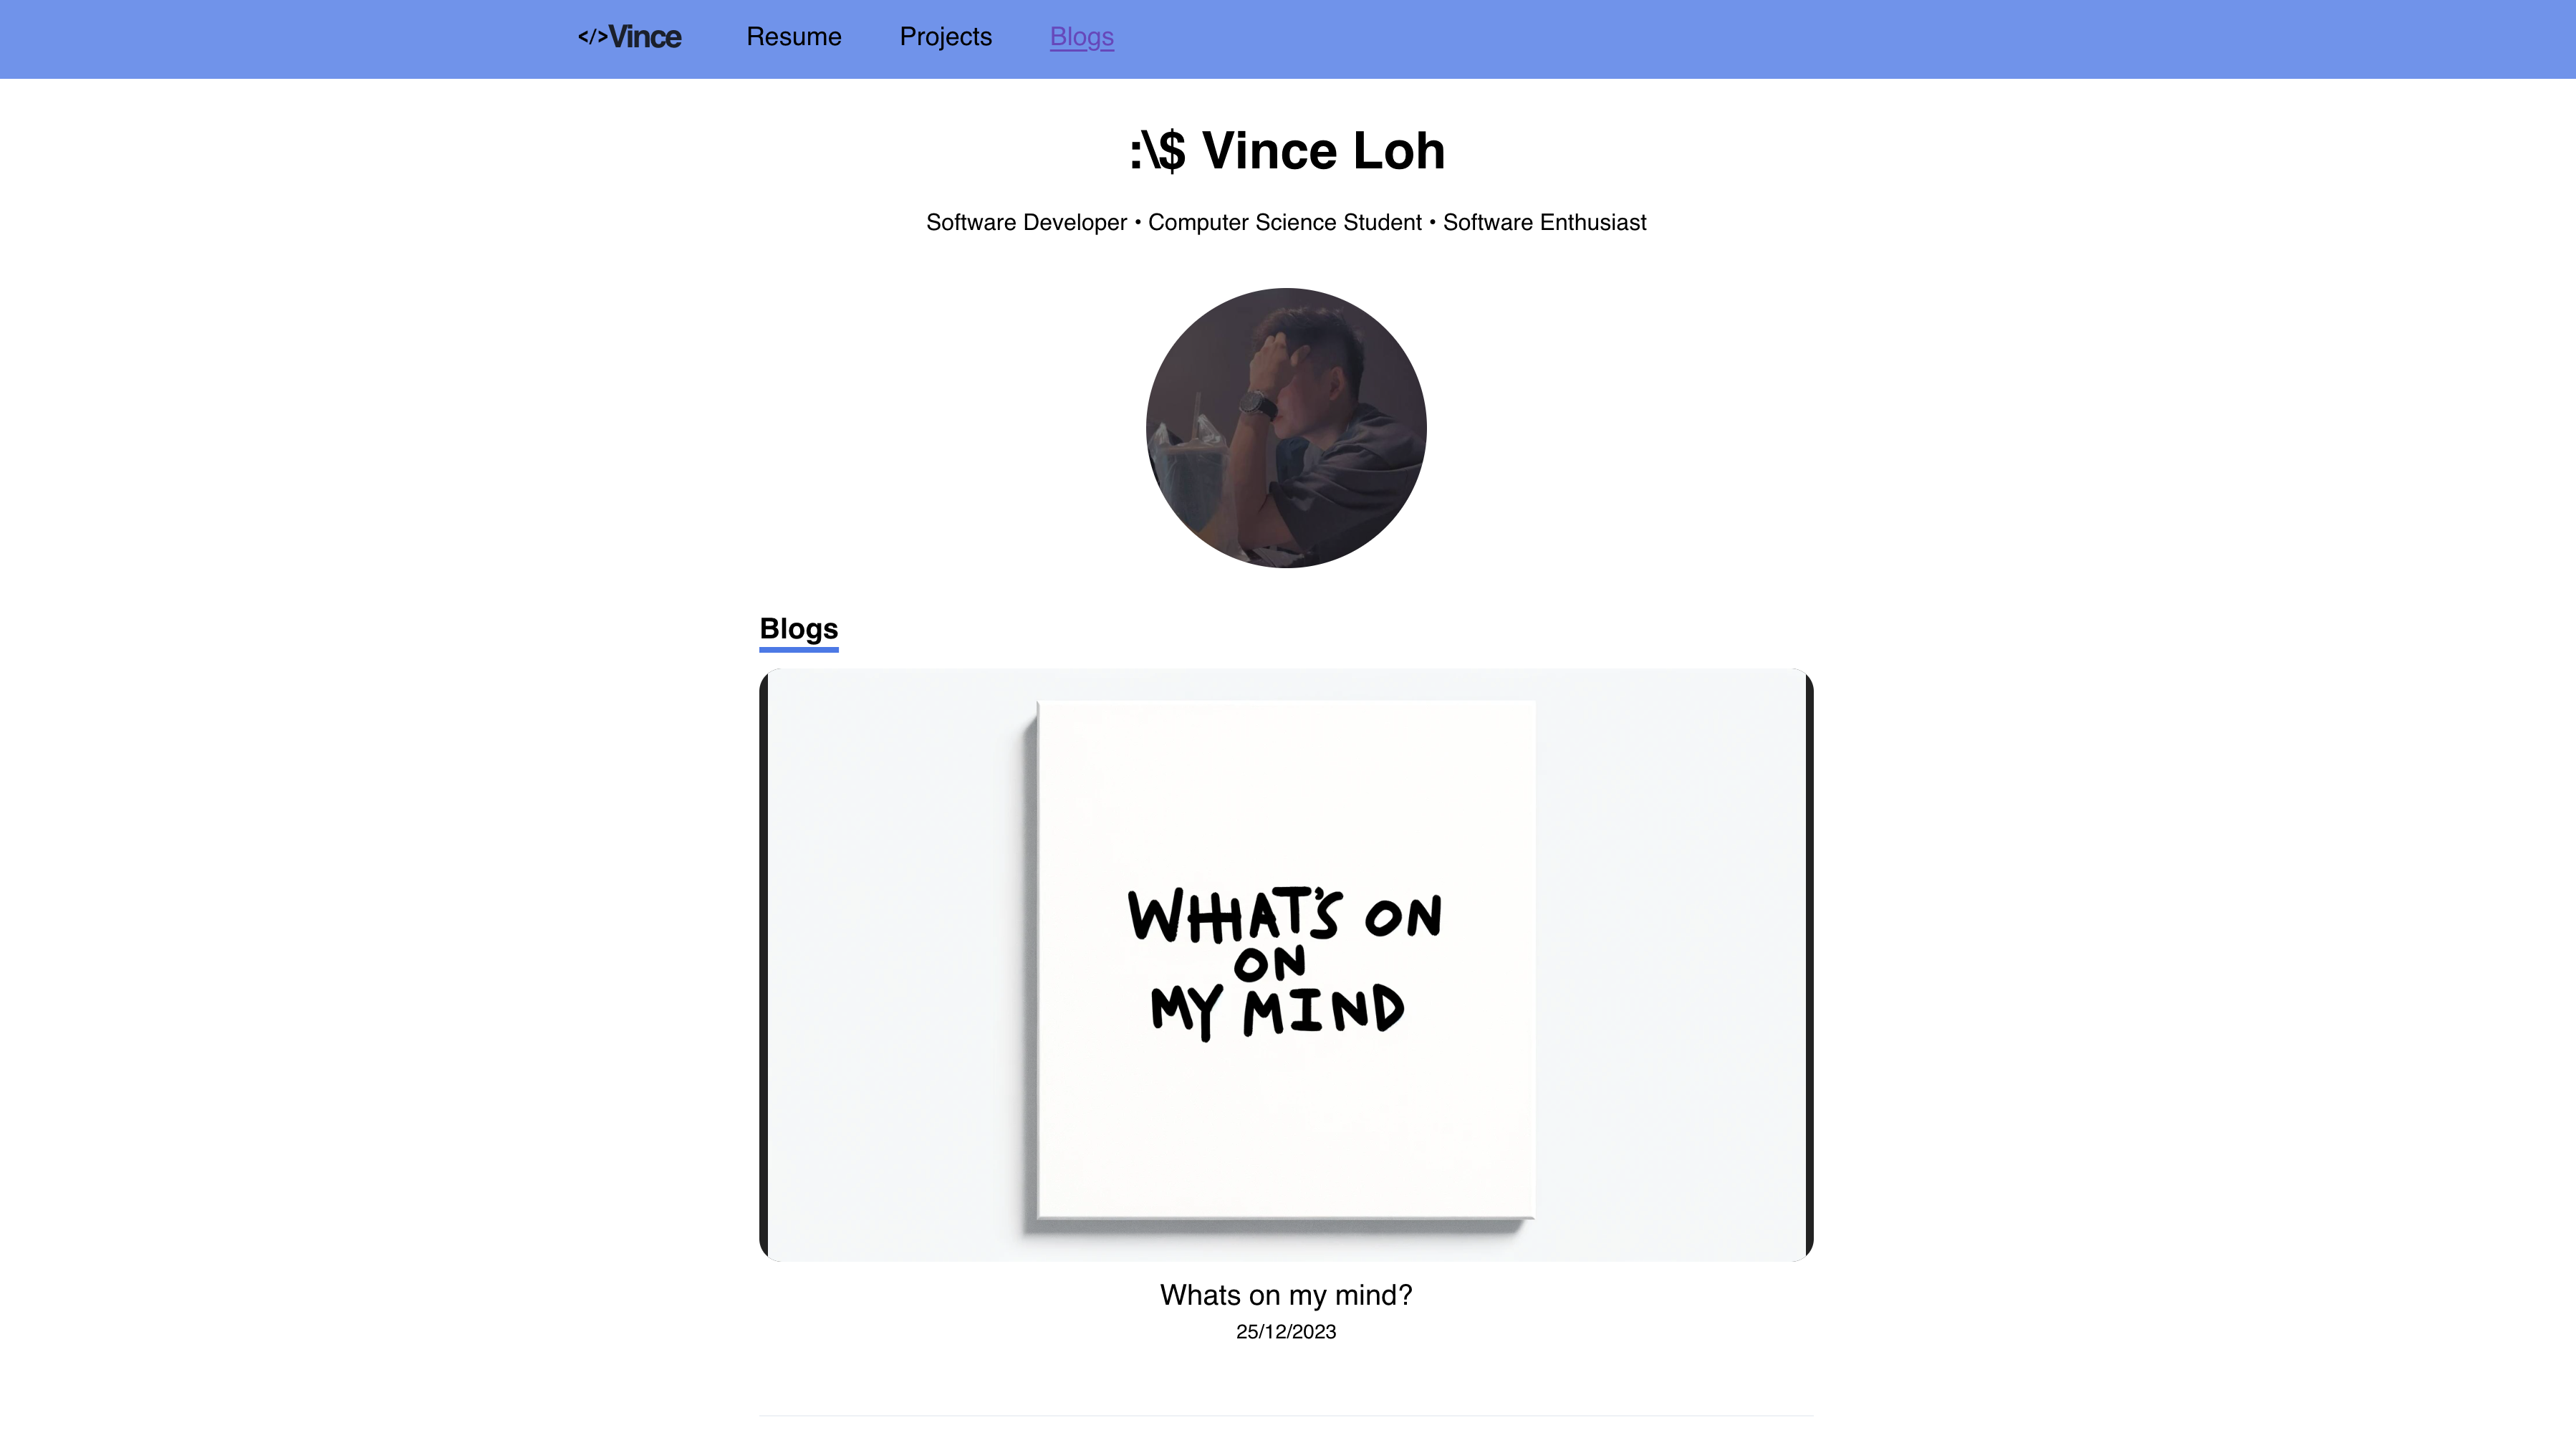 </>Vince Resume Projects Blogs
:\$ Vince Loh
Software Developer • Computer Science Student • Software Enthusiast
Blogs
WHHAT'S ON
ON
MY MIND
Whats on my mind?
25/12/2023